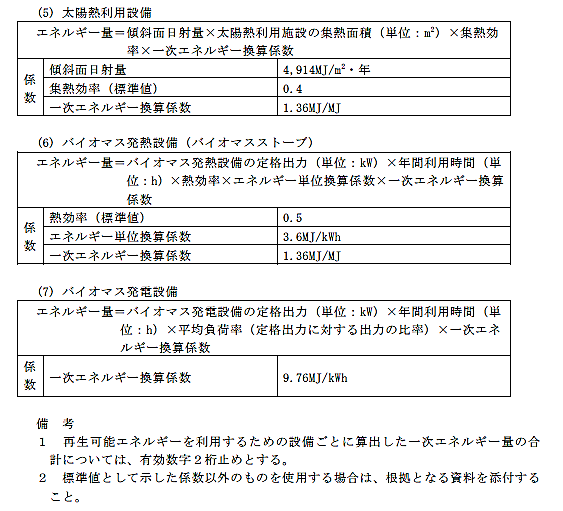 (5) 太陽熱利用設備
エネルギー量＝傾斜面日射量×太陽熱利用施設の集熱面積（単位：m²）×集熱効
率×一次エネルギー換算係数
係数
傾斜面日射量 4,914MJ/m²・年
集熱効率（標準値） 0.4
一次エネルギー換算係数 1.36MJ/MJ
(6) バイオマス発熱設備（バイオマスストーブ）
エネルギー量＝バイオマス発熱設備の定格出力（単位：kW）×年間利用時間（単
位：h）×熱効率×エネルギー単位換算係数×一次エネルギー換算
係数
係数
熱効率（標準値） 0.5
エネルギー単位換算係数 3.6MJ/kWh
一次エネルギー換算係数 1.36MJ/MJ
(7) バイオマス発電設備
エネルギー量＝バイオマス発電設備の定格出力（単位：kW）×年間利用時間（単
位：h）×平均負荷率（定格出力に対する出力の比率）×一次エネ
ルギー換算係数
係数
一次エネルギー換算係数 9.76MJ/kWh
備 考
１ 再生可能エネルギーを利用するための設備ごとに算出した一次エネルギー量の合
計については、有効数字２桁止めとする。
２ 標準値として示した係数以外のものを使用する場合は、根拠となる資料を添付する
こと。